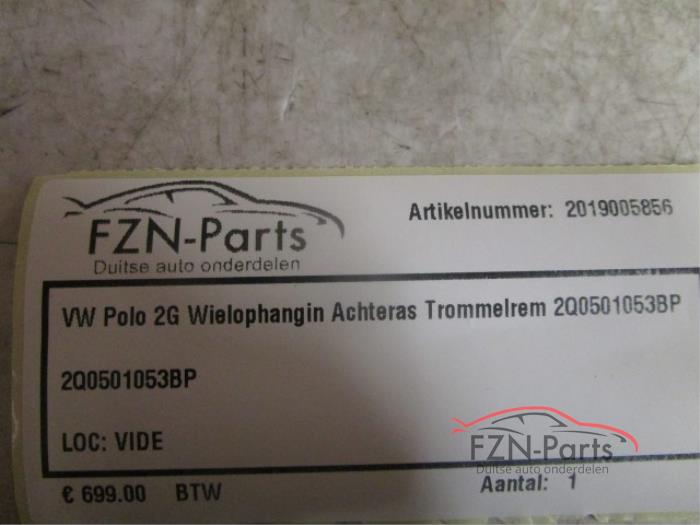 FZN-Parts
Duitse auto onderdelen
Artikelnummer: 2019005856
VW Polo 2G Wielophangin Achteras Trommelrem 2Q0501053BP
2Q0501053BP
LOC: VIDE
FZN-Parts
Duitse auto onderdelen
€ 699.00 BTW
Aantal: 1